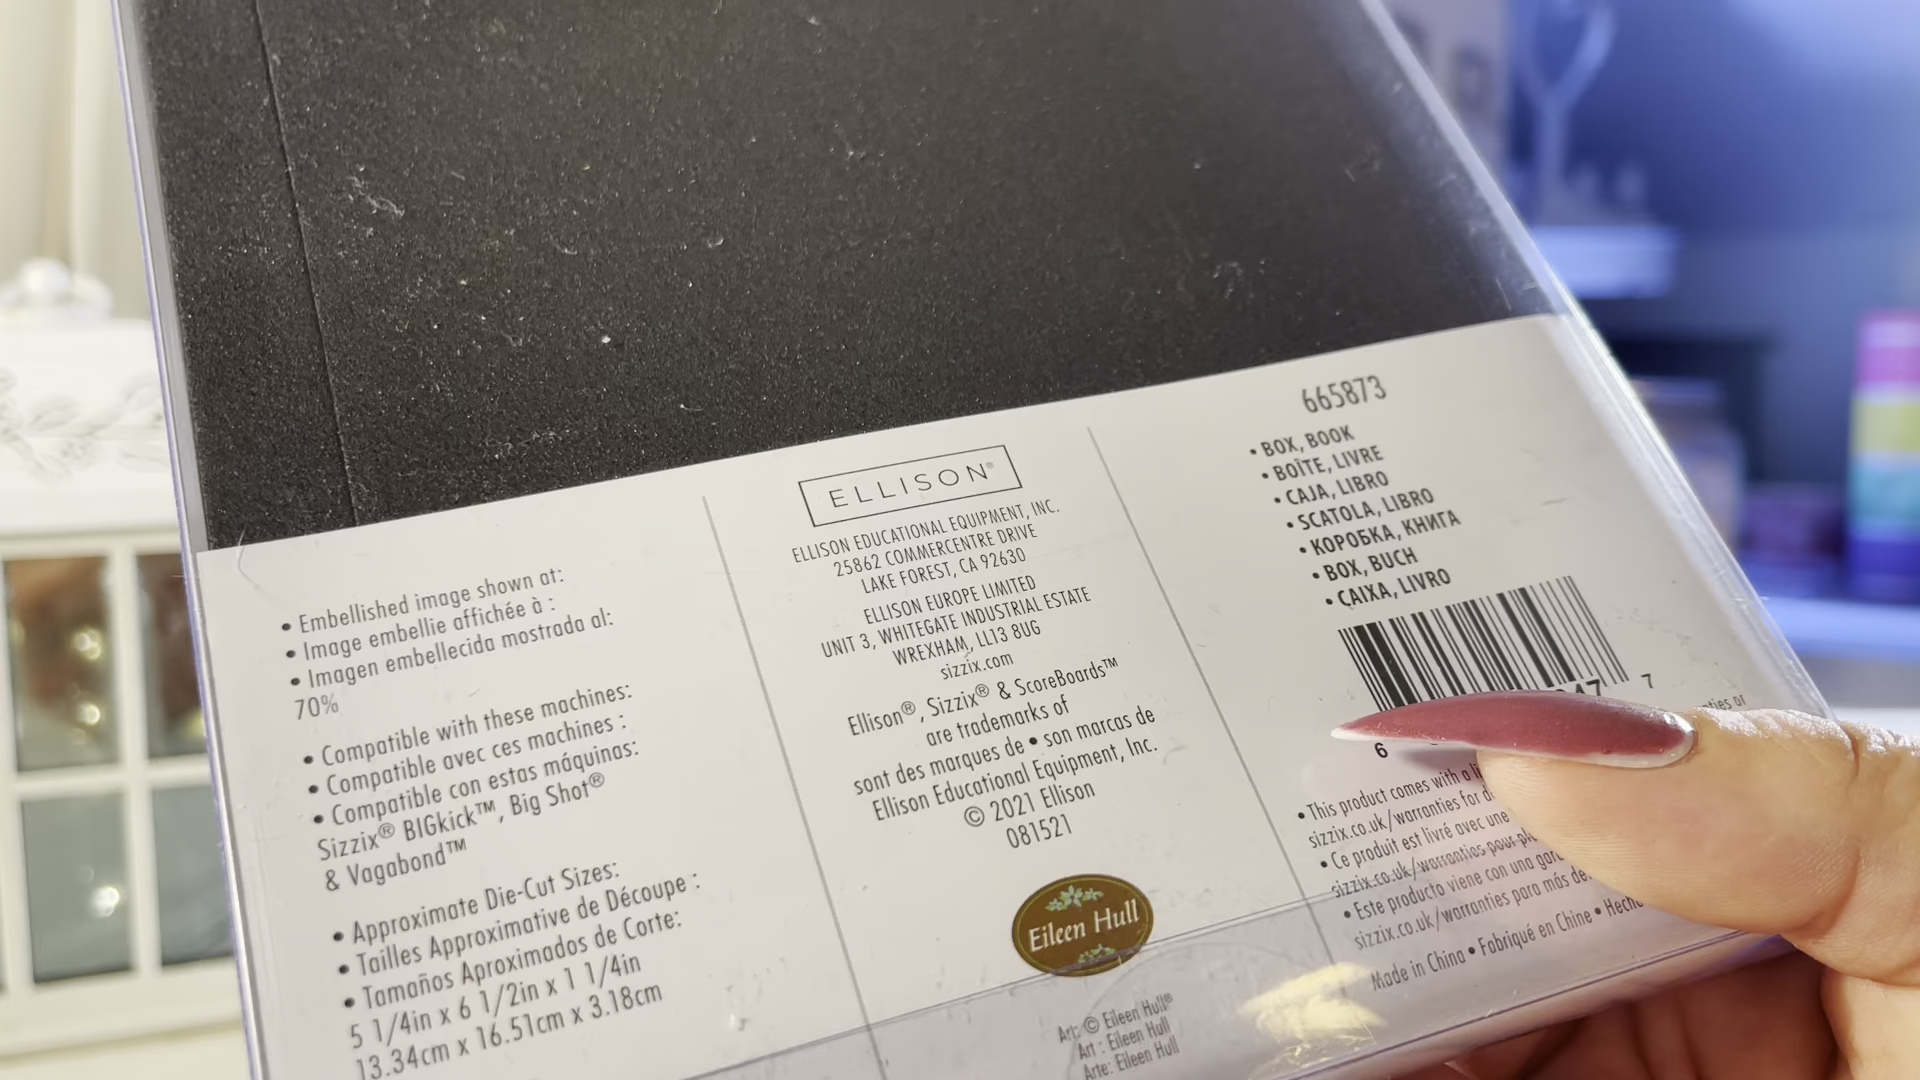 • Embellished image shown at:
• Image embellie affichée à :
• Imagen embellecida mostrada al:
70%
• Compatible with these machines:
• Compatible avec ces machines :
• Compatible con estas máquinas:
Sizzix® BIGkick™, Big Shot®
& Vagabond™
• Approximate Die-Cut Sizes:
• Tailles Approximative de Découpe :
• Tamaños Aproximados de Corte:
5 1/4in x 6 1/2in x 1 1/4in
13.34cm x 16.51cm x 3.18cm
ELLISON®
ELLISON EDUCATIONAL EQUIPMENT, INC.
25862 COMMERCENTRE DRIVE
LAKE FOREST, CA 92630
ELLISON EUROPE LIMITED
UNIT 3, WHITEGATE INDUSTRIAL ESTATE
WREXHAM, LL13 8UG
sizzix.com
Ellison®, Sizzix® & ScoreBoards™
are trademarks of
sont des marques de • son marcas de
Ellison Educational Equipment, Inc.
© 2021 Ellison
081521
Eileen Hull
Art: © Eileen Hull®
Art : Eileen Hull
Arte: Eileen Hull
665873
• BOX, BOOK
• BOÎTE, LIVRE
• CAJA, LIBRO
• SCATOLA, LIBRO
• КОРОБКА, КНИГА
• BOX, BUCH
• CAIXA, LIVRO
6 47 7
• This product comes with a
sizzix.co.uk/warranties for
• Ce produit est livré avec une
sizzix.co.uk/warranties pour
• Este producto viene con una
sizzix.co.uk/warranties para más
Made in China • Fabriqué en Chine •